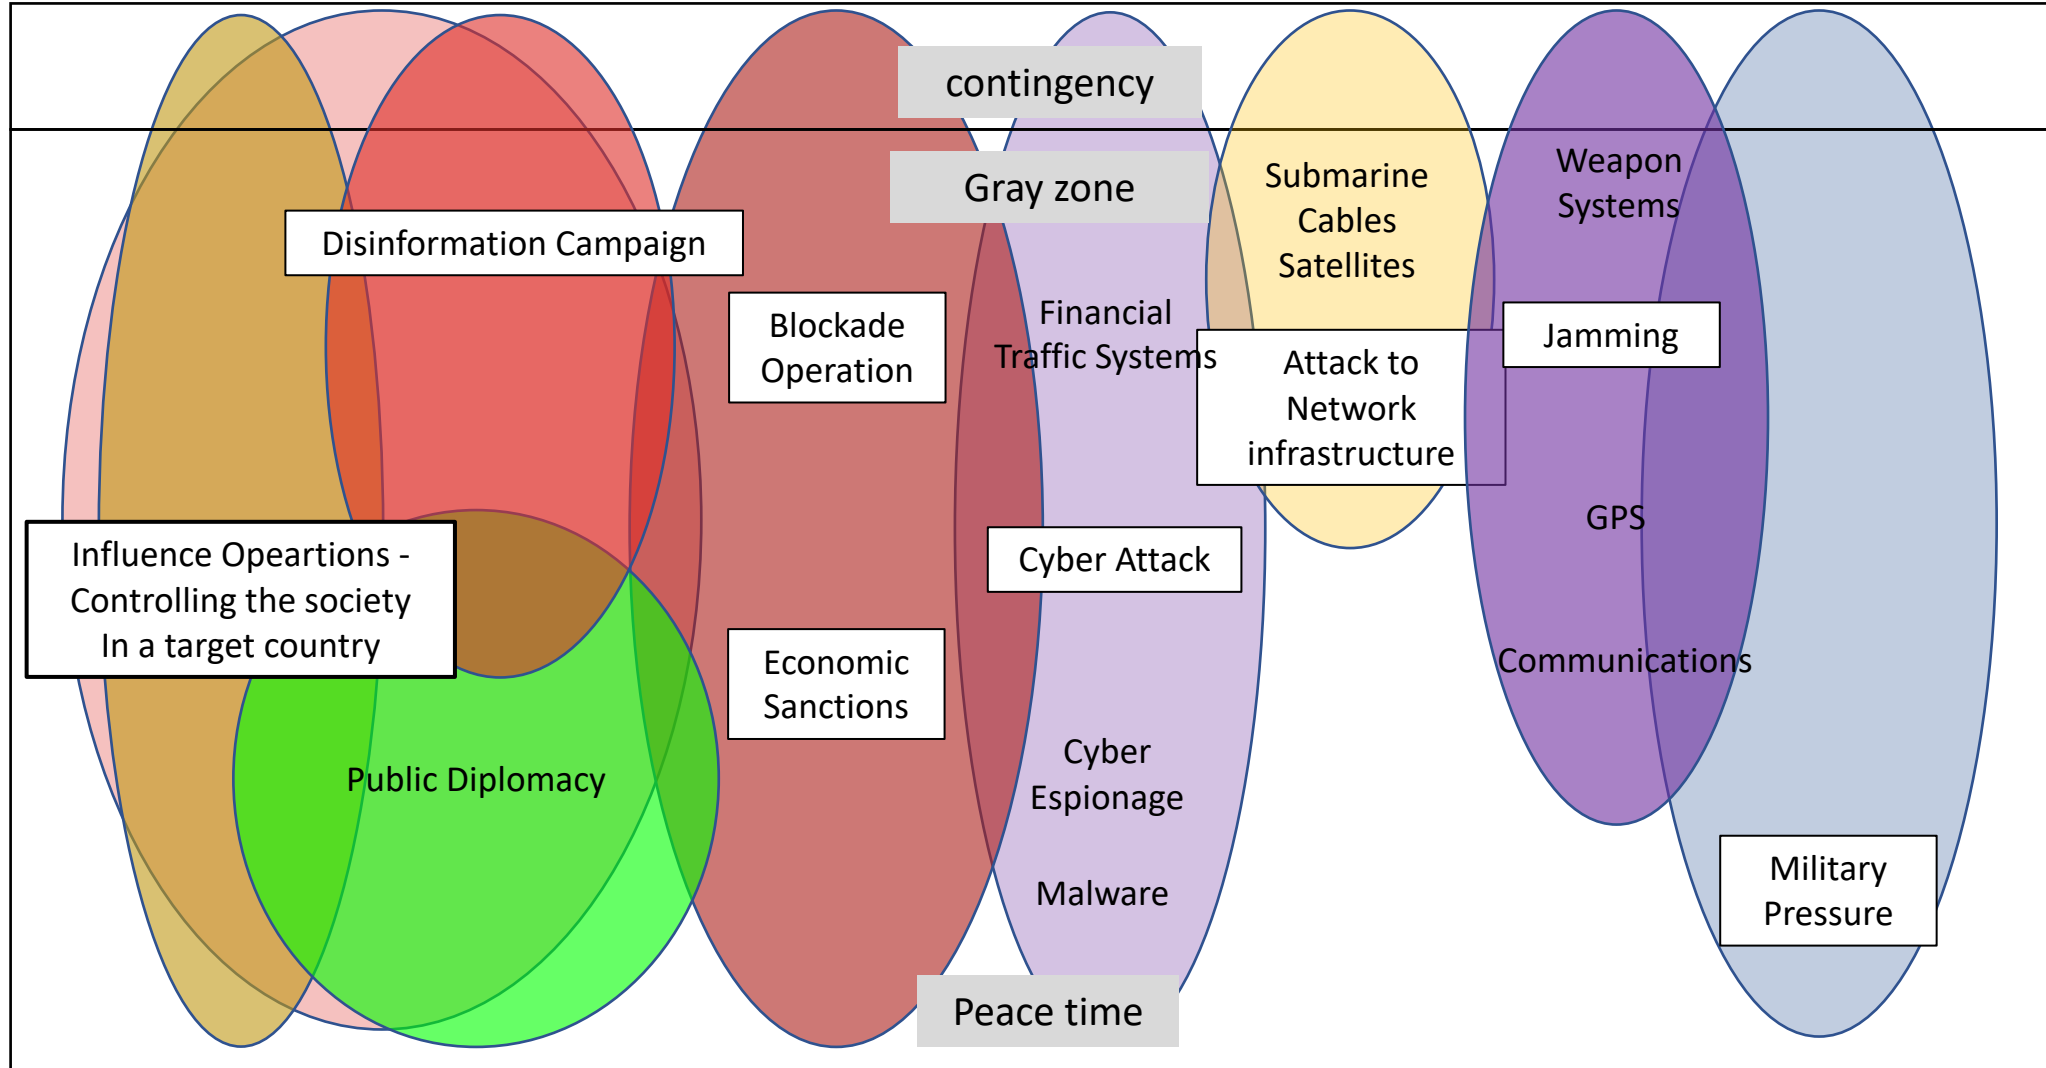 contingency
Gray zone
Disinformation Campaign
Influence Opeartions -
Controlling the society
In a target country
Public Diplomacy
Blockade
Operation
Economic
Sanctions
Financial
Traffic Systems
Cyber Attack
Cyber
Espionage
Malware
Submarine
Cables
Satellites
Attack to
Network
infrastructure
Weapon
Systems
Jamming
GPS
Communications
Military
Pressure
Peace time